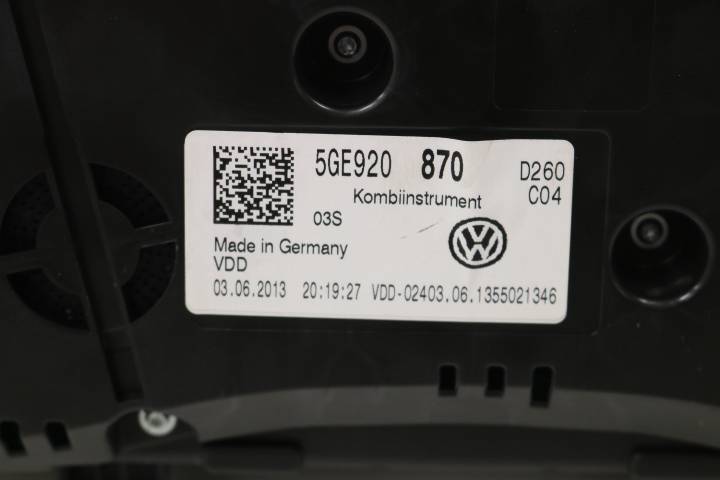 5GE920 870 D260
Kombiinstrument C04
03S
Made in Germany
VDD
03.06.2013 20:19:27 VDD-02403.06.1355021346